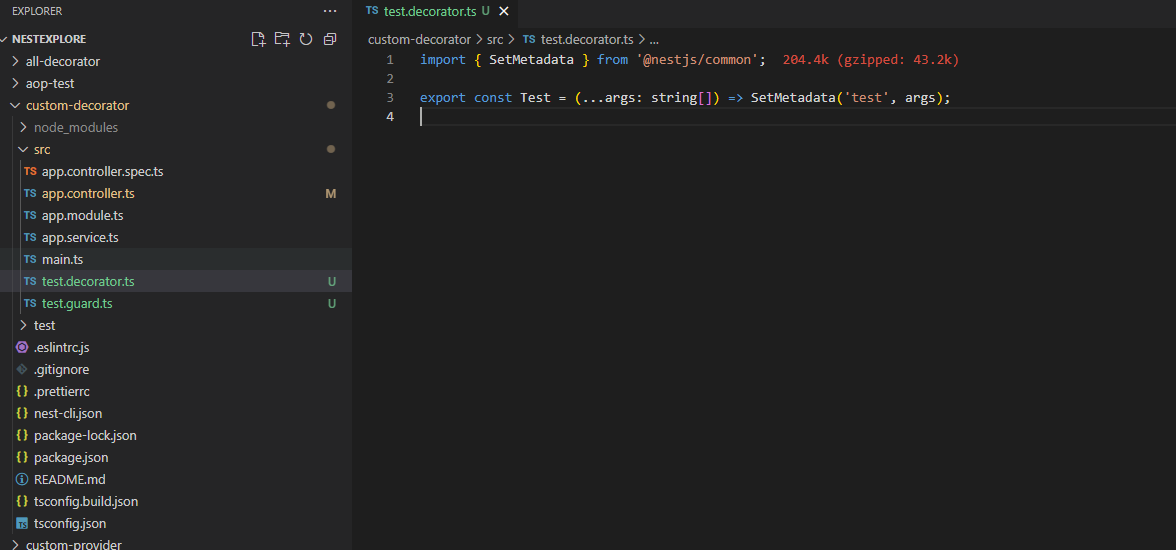 EXPLORER
···
NESTEXPLORE
all-decorator
aop-test
custom-decorator
node_modules
src
TS app.controller.spec.ts
TS app.controller.ts M
TS app.module.ts
TS app.service.ts
TS main.ts
TS test.decorator.ts U
TS test.guard.ts U
test
.eslintrc.js
.gitignore
.prettierrc
{} nest-cli.json
{} package-lock.json
{} package.json
README.md
{} tsconfig.build.json
TS tsconfig.json
custom-provider
TS test.decorator.ts U
custom-decorator > src > TS test.decorator.ts > ...
1 import { SetMetadata } from '@nestjs/common'; 204.4k (gzipped: 43.2k)
2
3 export const Test = (...args: string[]) => SetMetadata('test', args);
4